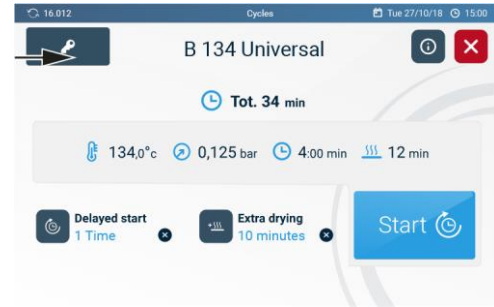 16.012 Cycles Tue 27/10/18 15:00
B 134 Universal
Tot. 34 min
134,0°c 0,125 bar 4:00 min 12 min
Delayed start
1 Time
Extra drying
10 minutes
Start